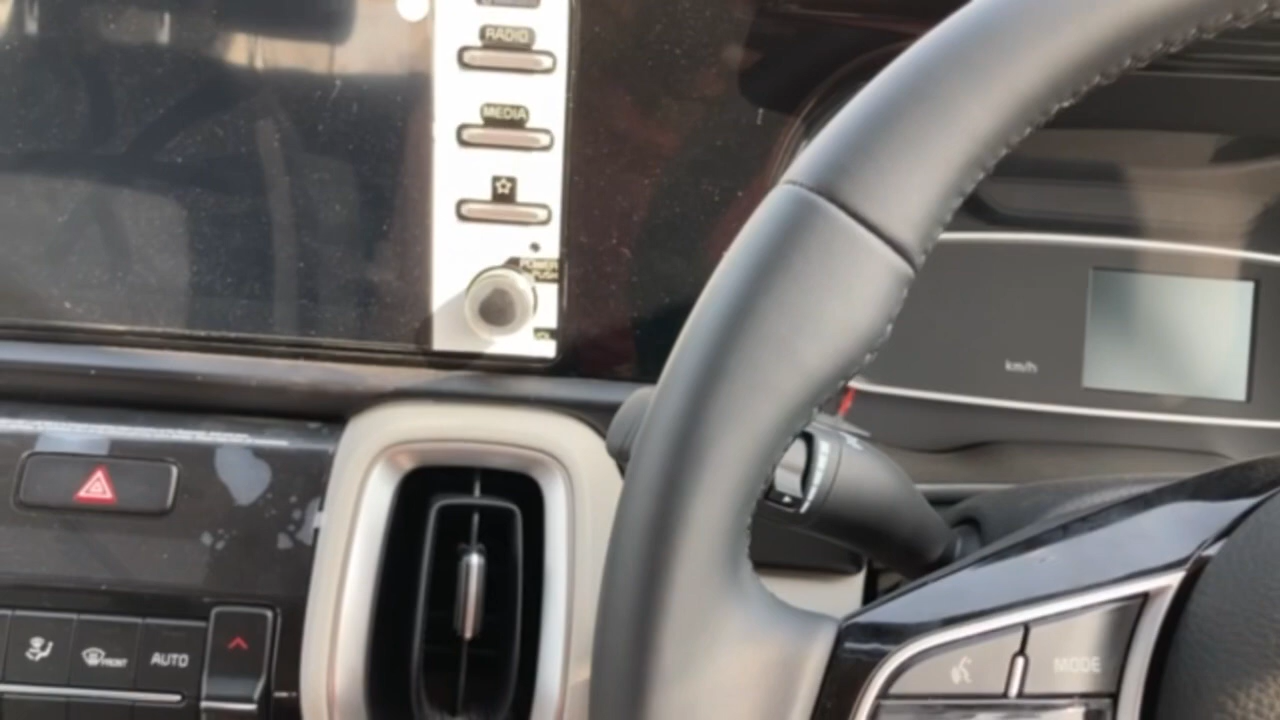 RADIO
MEDIA
POWER
PUSH
km/h
FRONT
AUTO
MODE